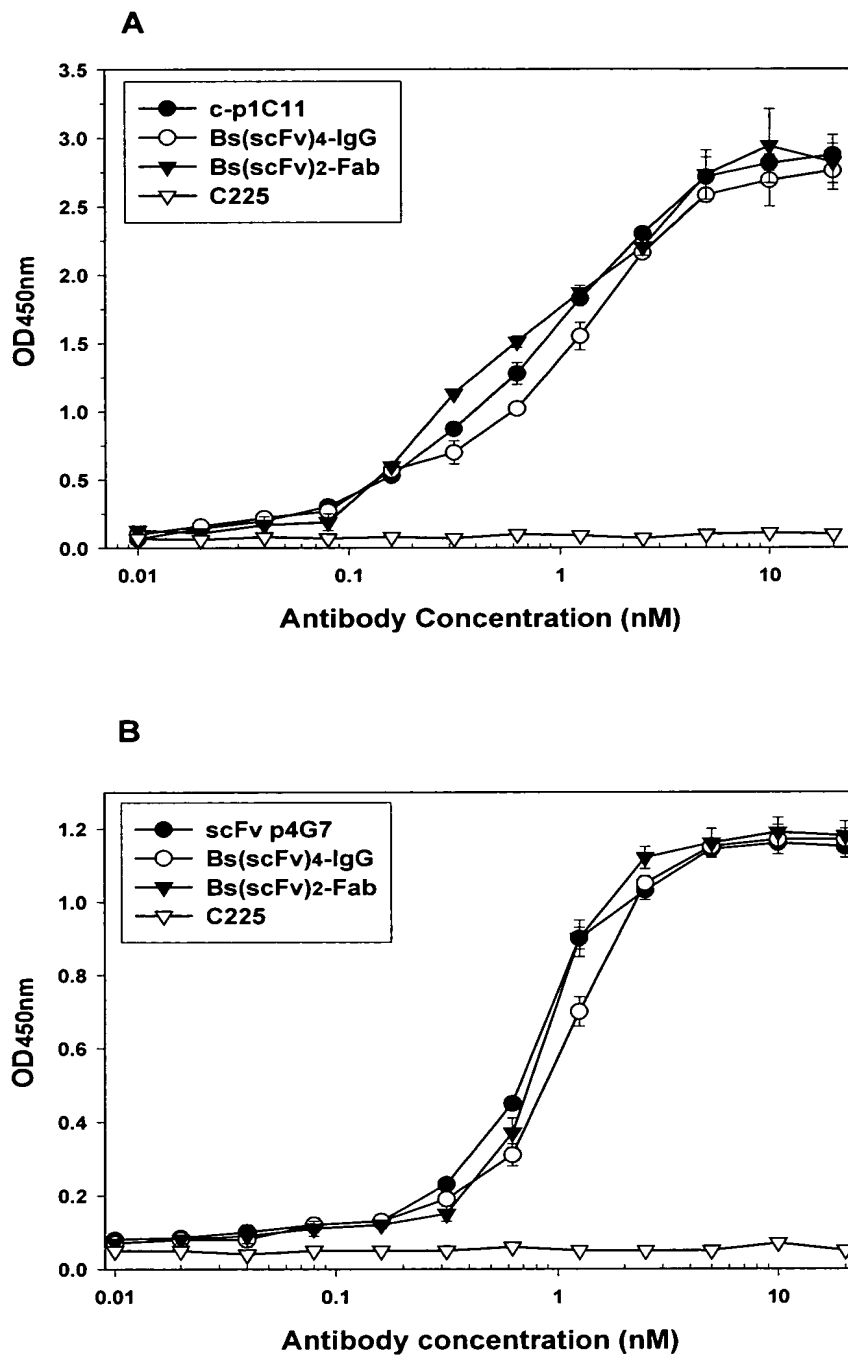 A
3.5
3.0
2.5
2.0
1.5
1.0
0.5
0.0
OD450nm
c-p1C11
Bs(scFv)4-IgG
Bs(scFv)2-Fab
C225
0.01 0.1 1 10
Antibody Concentration (nM)
B
1.2
1.0
0.8
0.6
0.4
0.2
0.0
OD450nm
scFv p4G7
Bs(scFv)4-IgG
Bs(scFv)2-Fab
C225
0.01 0.1 1 10
Antibody concentration (nM)